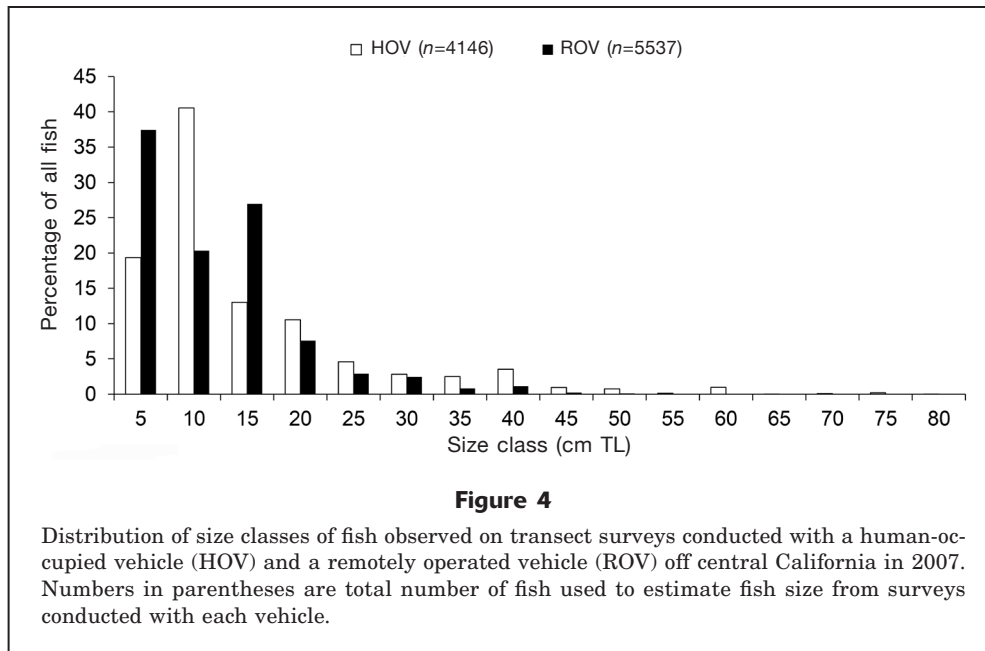 HOV (n=4146) ROV (n=5537)
45
40
35
30
25
20
15
10
5
0
Percentage of all fish
5 10 15 20 25 30 35 40 45 50 55 60 65 70 75 80
Size class (cm TL)
Figure 4
Distribution of size classes of fish observed on transect surveys conducted with a human-oc-
cupied vehicle (HOV) and a remotely operated vehicle (ROV) off central California in 2007.
Numbers in parentheses are total number of fish used to estimate fish size from surveys
conducted with each vehicle.